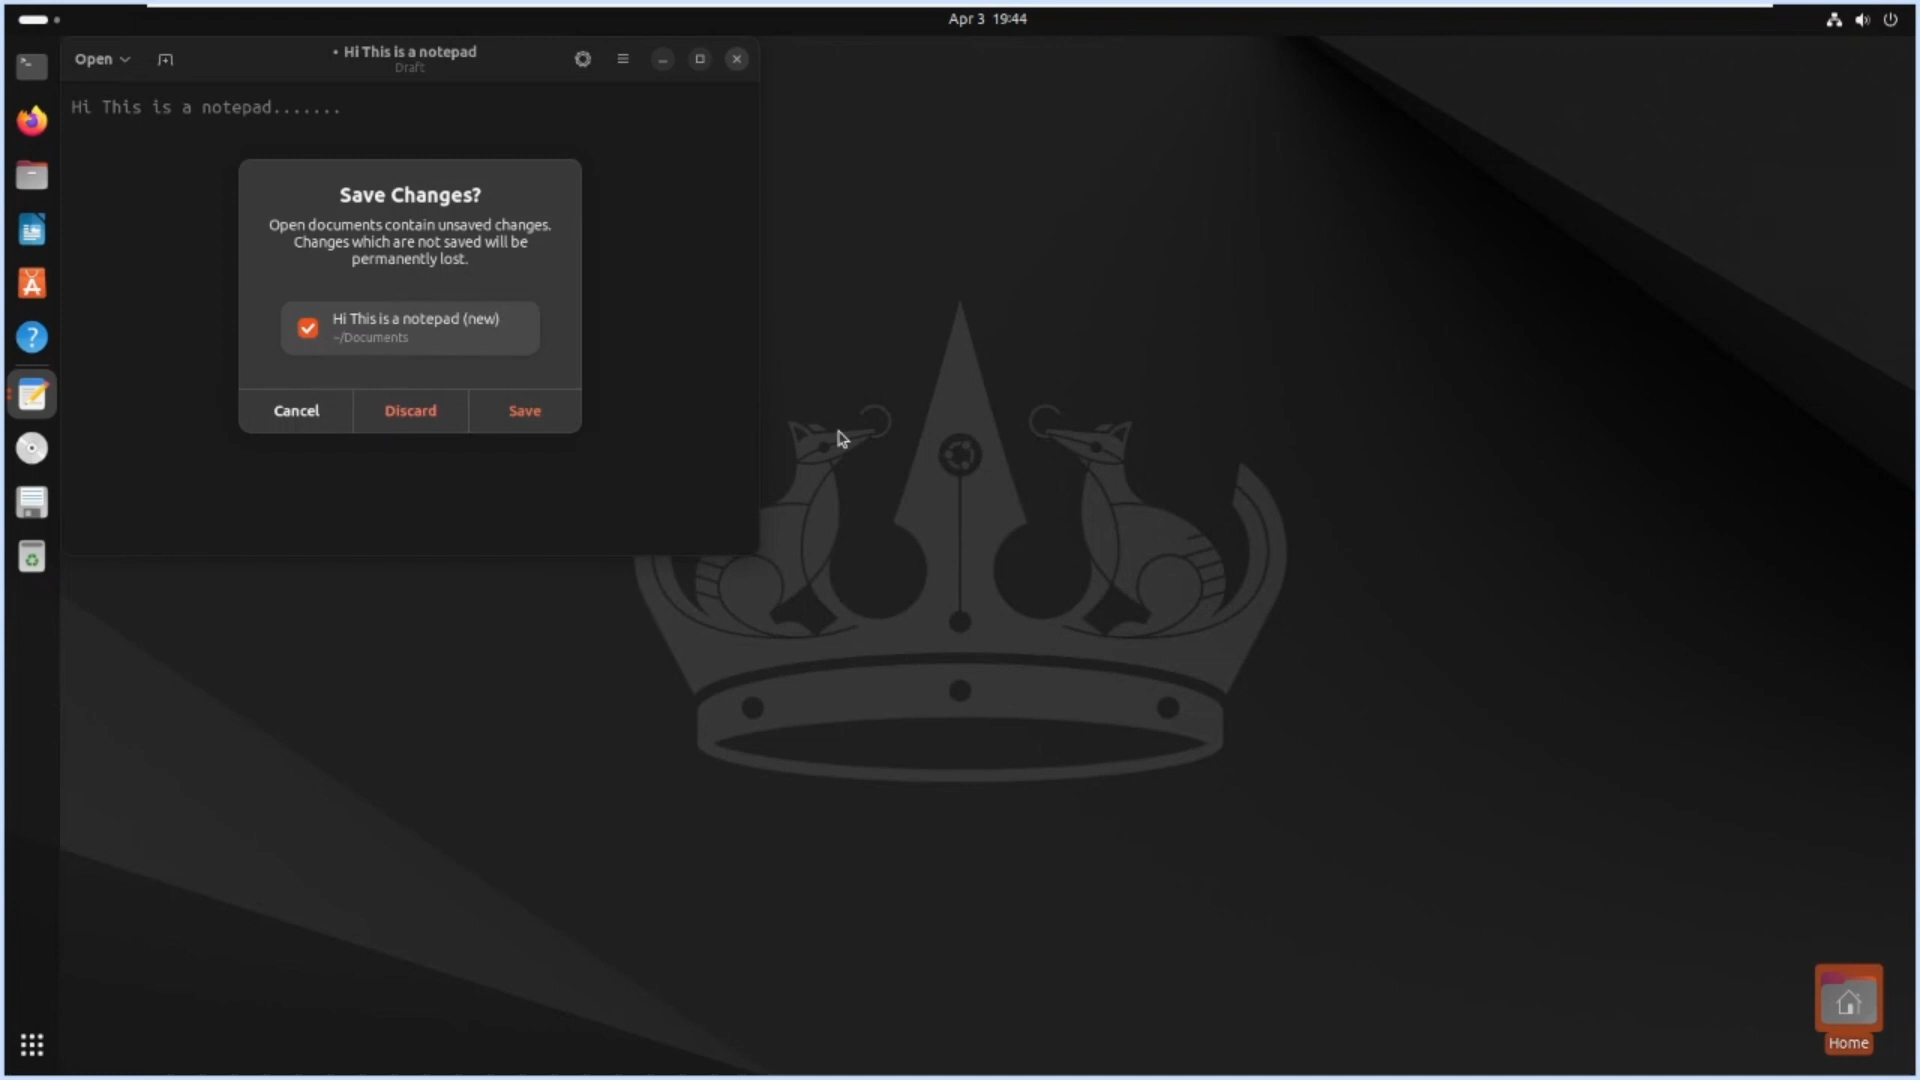 Apr 3 19:44
Open
• Hi This is a notepad
Draft
Hi This is a notepad.......
Save Changes?
Open documents contain unsaved changes.
Changes which are not saved will be
permanently lost.
Hi This is a notepad (new)
~/Documents
Cancel
Discard
Save
Home